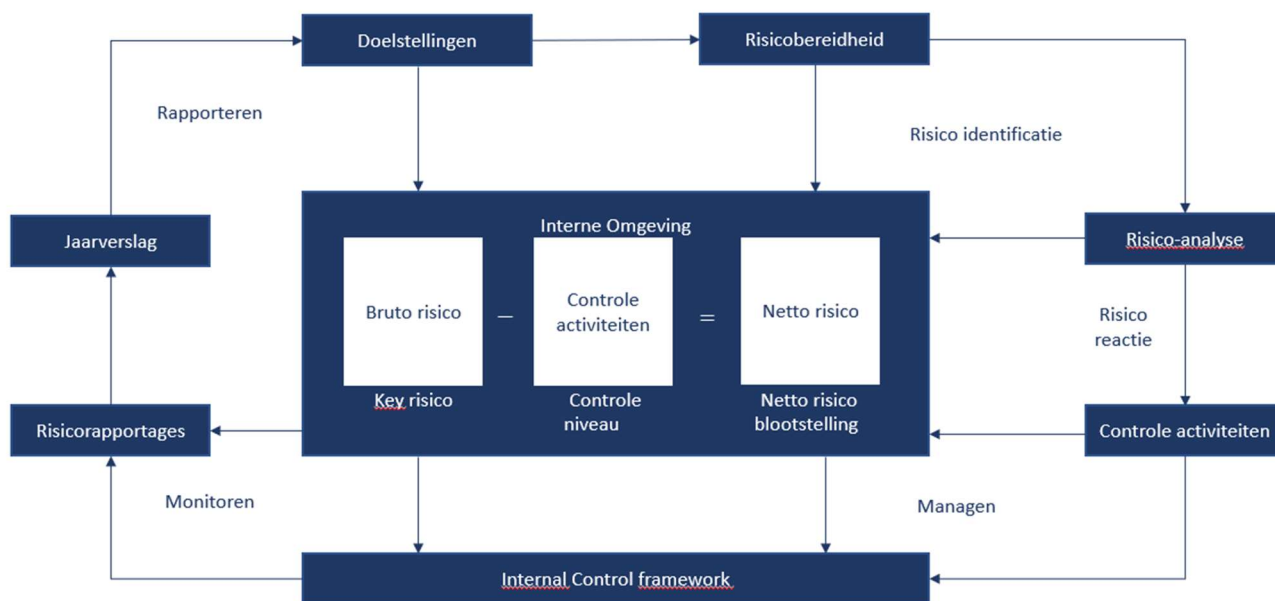 Doelstellingen
Risicobereidheid
Rapporteren
Risico identificatie
Jaarverslag
Interne Omgeving
Risico-analyse
Bruto risico
−
Controle
activiteiten
=
Netto risico
Risico
reactie
Key risico
Controle
niveau
Netto risico
blootstelling
Risicorapportages
Controle activiteiten
Monitoren
Managen
Internal Control framework